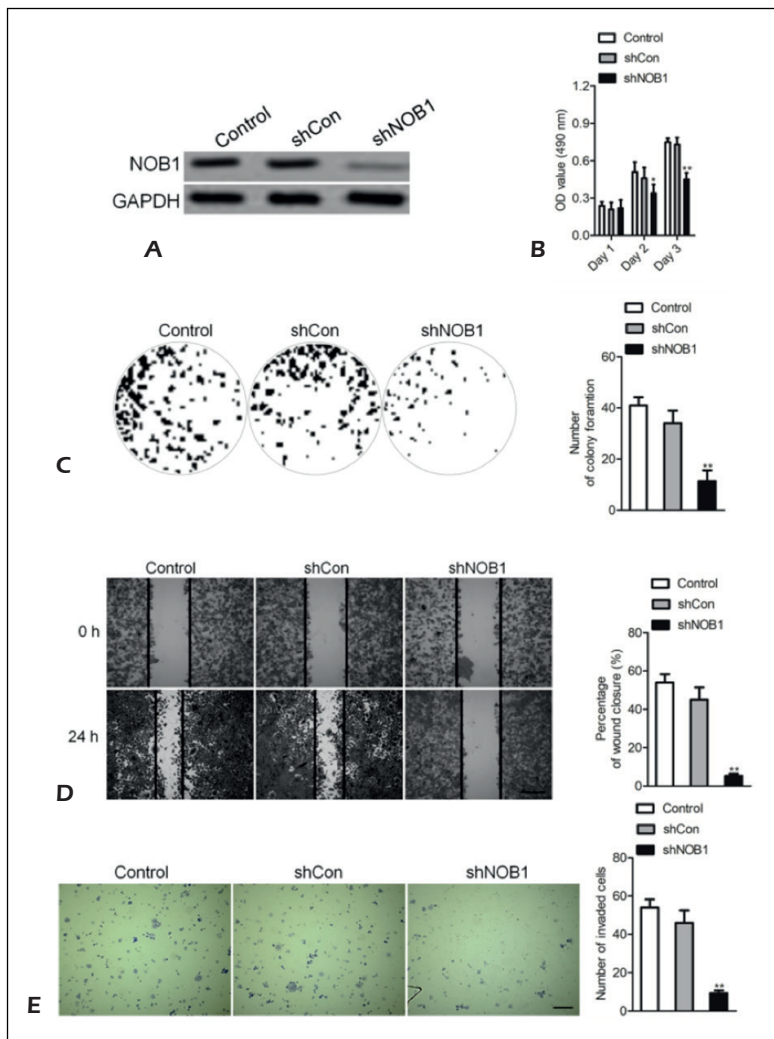 Control
shCon
shNOB1
NOB1
GAPDH
A
Control
shCon
shNOB1
OD value (490 nm)
1.2
0.9
0.6
0.3
0.0
*
**
Day 1
Day 2
Day 3
B
Control
shCon
shNOB1
C
Control
shCon
shNOB1
Number
of colony foramtion
60
40
20
0
**
Control
shCon
shNOB1
0 h
24 h
D
Control
shCon
shNOB1
Percentage
of wound closure (%)
80
60
40
20
0
**
Control
shCon
shNOB1
E
Control
shCon
shNOB1
Number of invaded cells
80
60
40
20
0
**